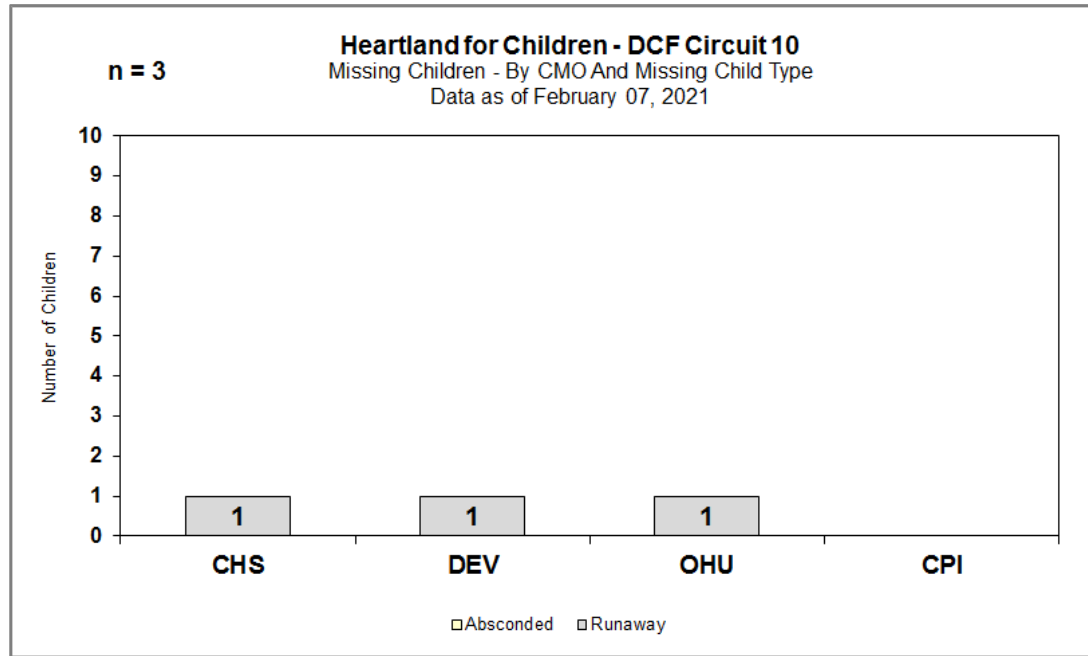 Heartland for Children - DCF Circuit 10
n = 3
Missing Children - By CMO And Missing Child Type
Data as of February 07, 2021
Number of Children
10
9
8
7
6
5
4
3
2
1
0
1
1
1
CHS
DEV
OHU
CPI
Absconded
Runaway